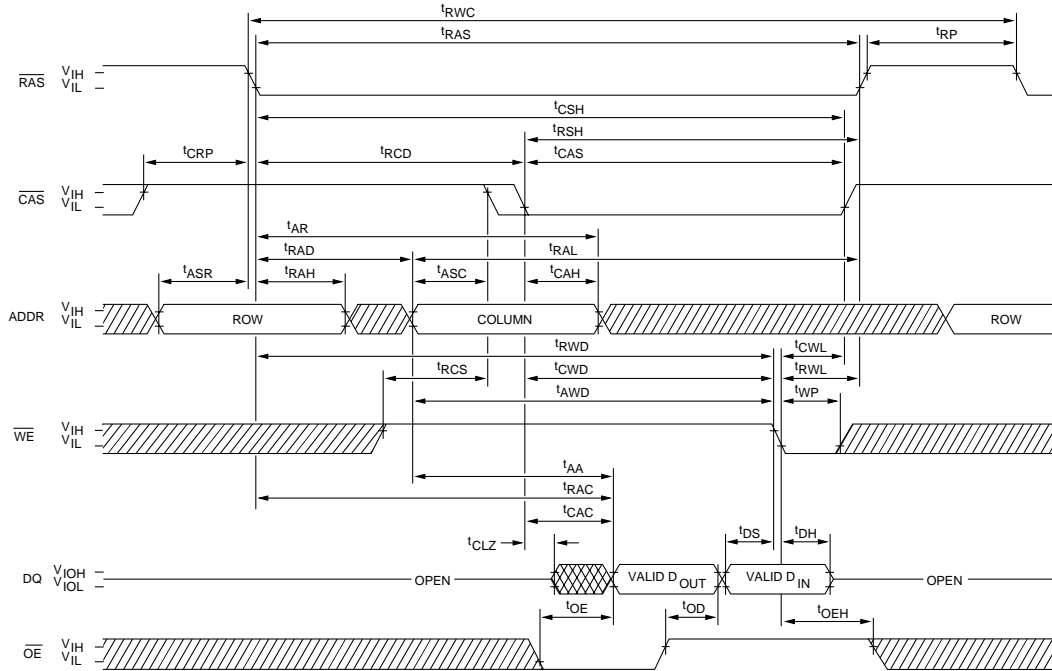 tRWC
tRAS
tRP
RAS
VIH
VIL
tCSH
tRSH
tCRP
tRCD
tCAS
CAS
VIH
VIL
tAR
tRAD
tRAL
tASR
tRAH
tASC
tCAH
ADDR
VIH
VIL
ROW
COLUMN
ROW
tRWD
tCWL
tRCS
tCWD
tRWL
tAWD
tWP
WE
VIH
VIL
tAA
tRAC
tCAC
tDS
tDH
tCLZ
DQ
VIOH
VIOL
OPEN
VALID DOUT
VALID DIN
OPEN
tOE
tOD
tOEH
OE
VIH
VIL